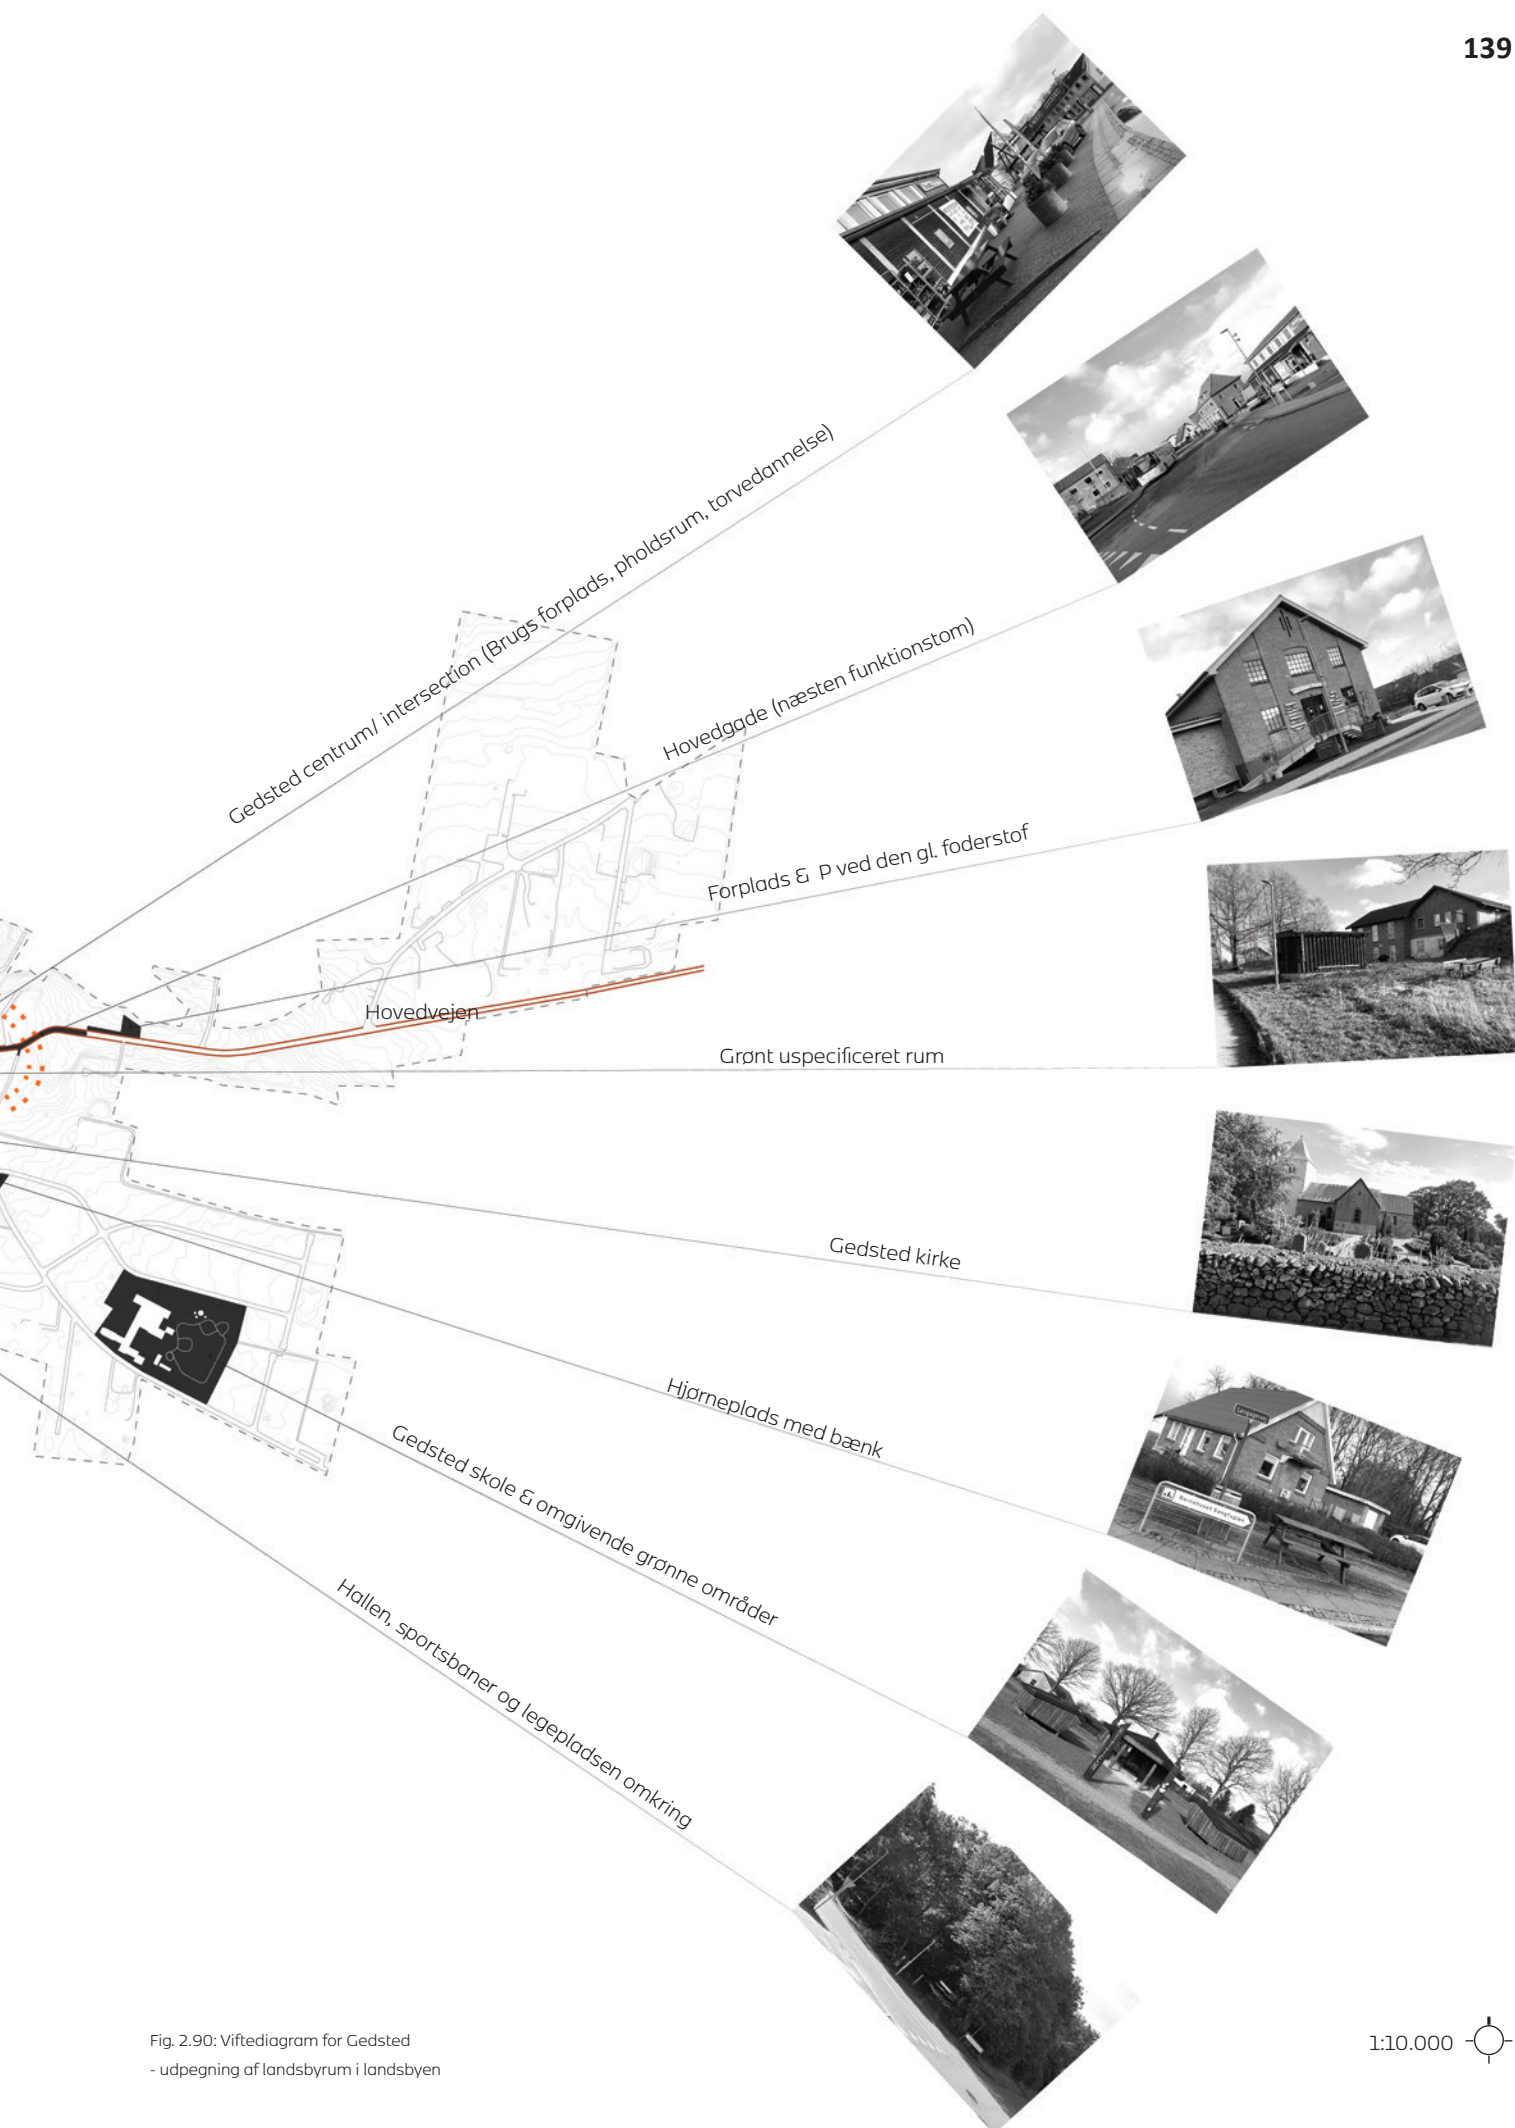 139
Gedsted centrum/ intersection (Brugs forplads, pholdsrum, torvedannelse)
Hovedgade (næsten funktionstom)
Forplads & P ved den gl. foderstof
Hovedvejen
Grønt uspecificeret rum
Gedsted kirke
Hjørneplads med bænk
Gedsted skole & omgivende grønne områder
Hallen, sportsbaner og legepladsen omkring
Fig. 2.90: Viftediagram for Gedsted
- udpegning af landsbyrum i landsbyen
1:10.000